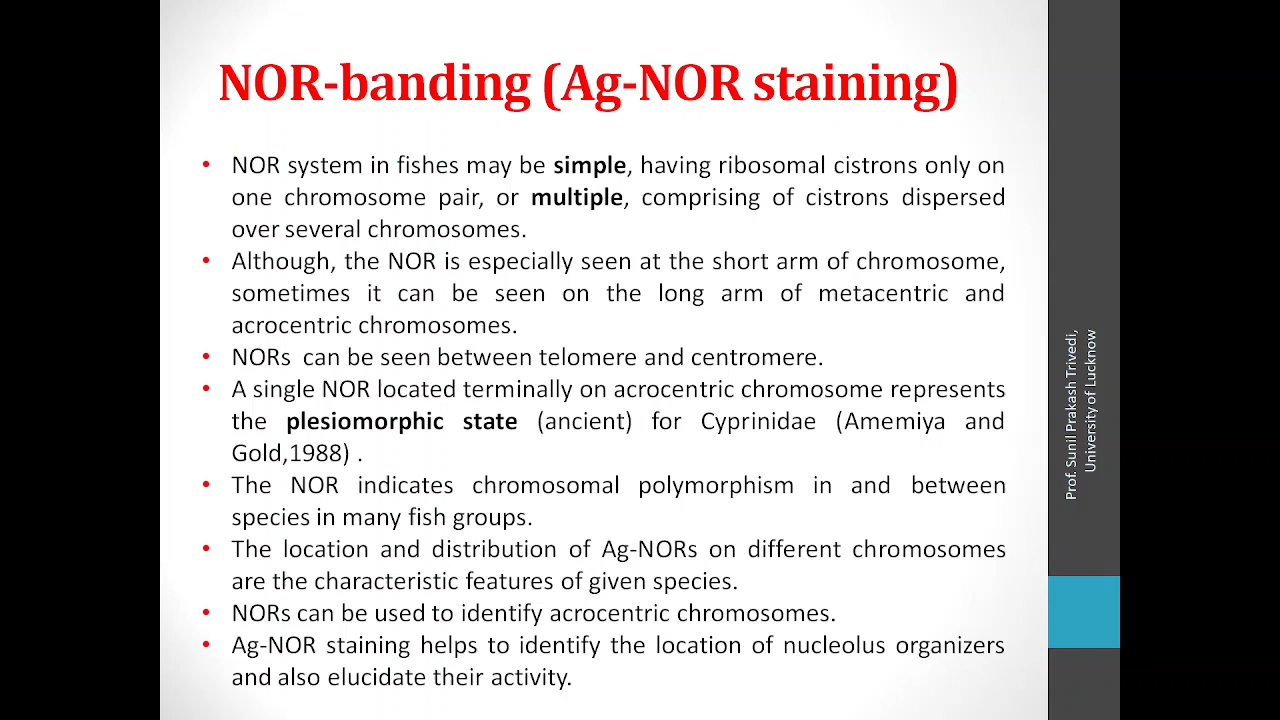 NOR-banding (Ag-NOR staining)
• NOR system in fishes may be simple, having ribosomal cistrons only on
one chromosome pair, or multiple, comprising of cistrons dispersed
over several chromosomes.
• Although, the NOR is especially seen at the short arm of chromosome,
sometimes it can be seen on the long arm of metacentric and
acrocentric chromosomes.
• NORs can be seen between telomere and centromere.
• A single NOR located terminally on acrocentric chromosome represents
the plesiomorphic state (ancient) for Cyprinidae (Amemiya and
Gold,1988) .
• The NOR indicates chromosomal polymorphism in and between
species in many fish groups.
• The location and distribution of Ag-NORs on different chromosomes
are the characteristic features of given species.
• NORs can be used to identify acrocentric chromosomes.
• Ag-NOR staining helps to identify the location of nucleolus organizers
and also elucidate their activity.
Prof. Sunil Prakash Trivedi,
University of Lucknow